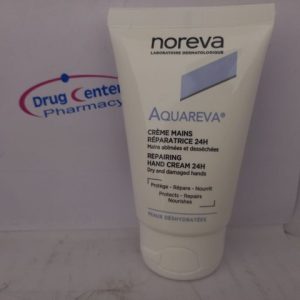 Drug Center
Pharmacy
noreva
LABORATOIRE DERMATOLOGIQUE
AQUAREVA®
CRÈME MAINS
RÉPARATRICE 24H
Mains abîmées et desséchées
REPAIRING
HAND CREAM 24H
Dry and damaged hands
Protège - Répare - Nourrit
Protects - Repairs
Nourishes
PEAUX DÉSHYDRATÉES